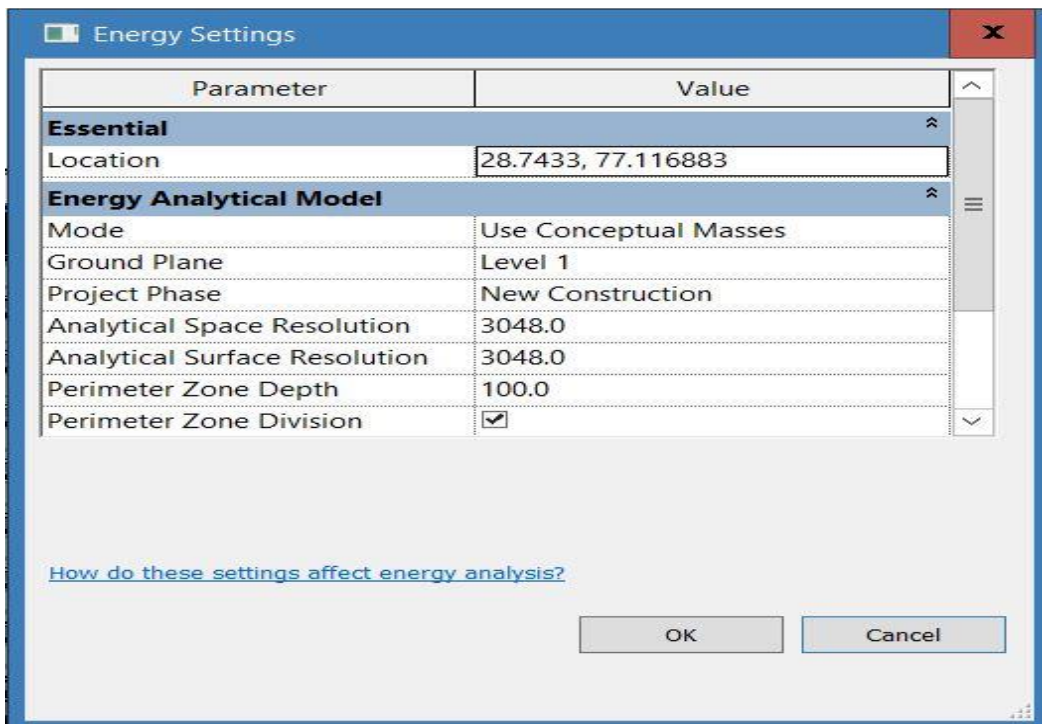 Energy Settings
Parameter Value
Essential
Location 28.7433, 77.116883
Energy Analytical Model
Mode Use Conceptual Masses
Ground Plane Level 1
Project Phase New Construction
Analytical Space Resolution 3048.0
Analytical Surface Resolution 3048.0
Perimeter Zone Depth 100.0
Perimeter Zone Division
How do these settings affect energy analysis?
OK Cancel